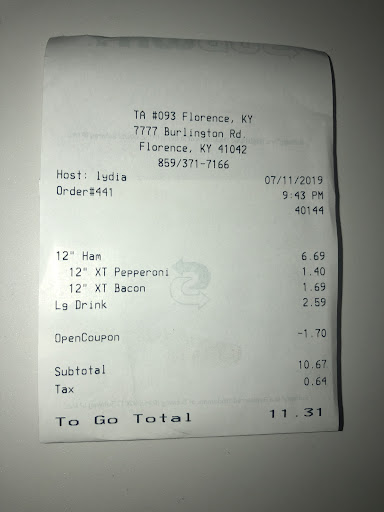 TA #093 Florence, KY
7777 Burlington Rd.
Florence, KY 41042
859/371-7166
Host: lydia 07/11/2019
Order#441 9:43 PM
40144
12" Ham 6.69
12" XT Pepperoni 1.40
12" XT Bacon 1.69
Lg Drink 2.59
OpenCoupon -1.70
Subtotal 10.67
Tax 0.64
To Go Total 11.31